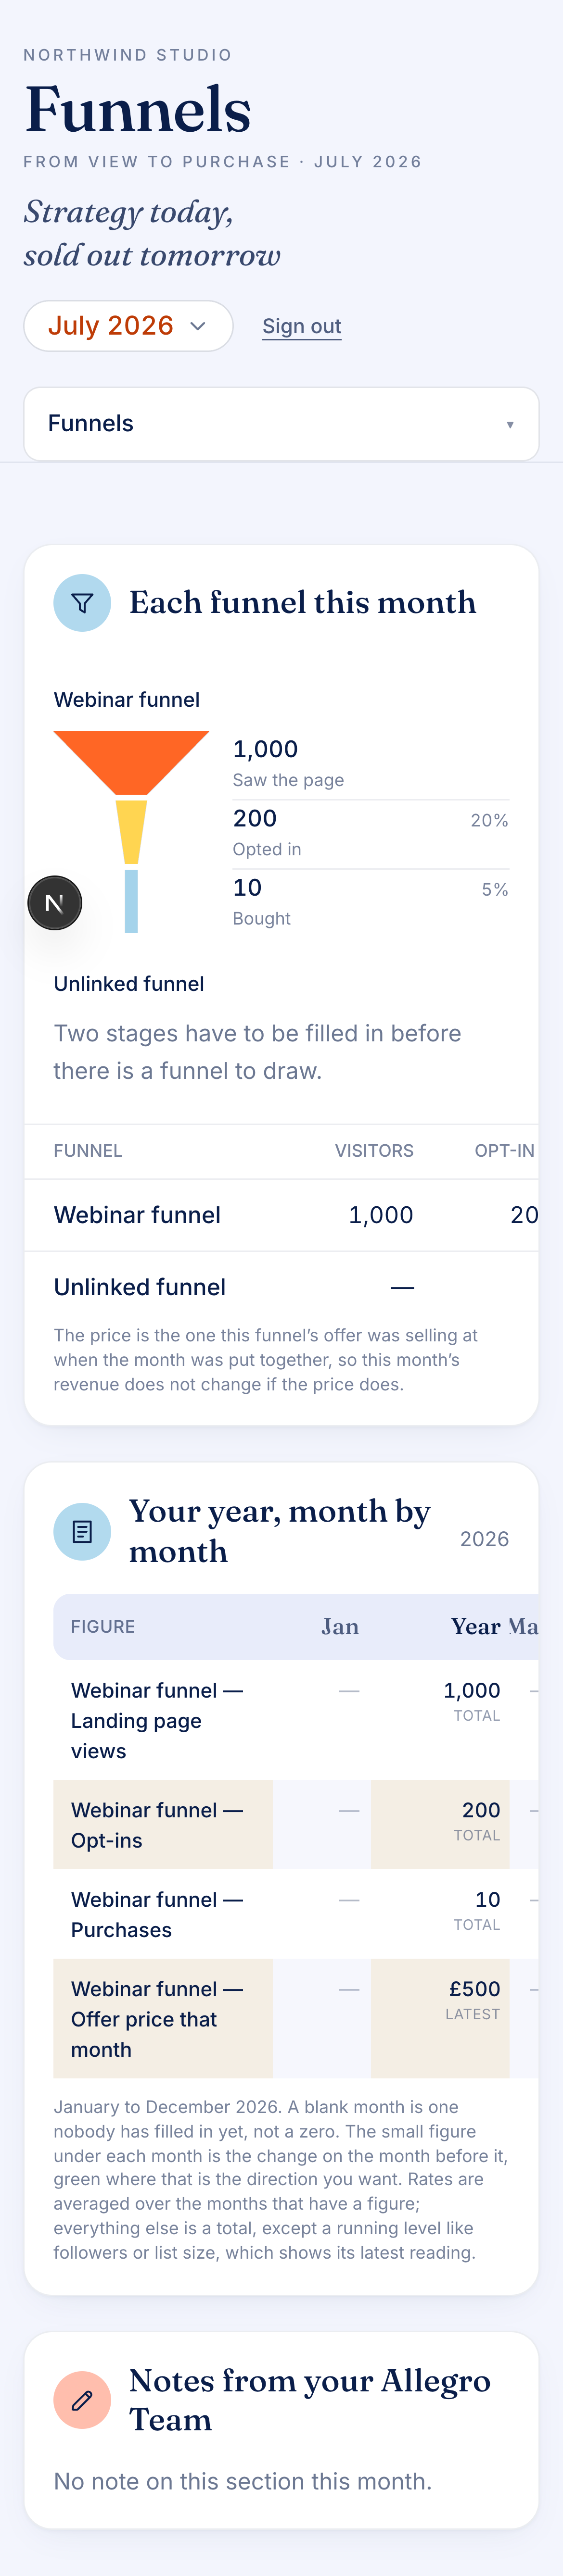 NORTHWIND STUDIO
Funnels
FROM VIEW TO PURCHASE · JULY 2026
Strategy today,
sold out tomorrow
July 2026
Sign out
Funnels
Each funnel this month
Webinar funnel
1,000
Saw the page
200 20%
Opted in
10 5%
Bought
N
Unlinked funnel
Two stages have to be filled in before
there is a funnel to draw.
FUNNEL VISITORS OPT-IN
Webinar funnel 1,000 20
Unlinked funnel —
The price is the one this funnel’s offer was selling at
when the month was put together, so this month’s
revenue does not change if the price does.
Your year, month by
month
2026
FIGURE Jan Year Ma
Webinar funnel — — 1,000 –
Landing page TOTAL
views
Webinar funnel — — 200 –
Opt-ins TOTAL
Webinar funnel — — 10 –
Purchases TOTAL
Webinar funnel — — £500 –
Offer price that LATEST
month
January to December 2026. A blank month is one
nobody has filled in yet, not a zero. The small figure
under each month is the change on the month before it,
green where that is the direction you want. Rates are
averaged over the months that have a figure;
everything else is a total, except a running level like
followers or list size, which shows its latest reading.
Notes from your Allegro
Team
No note on this section this month.